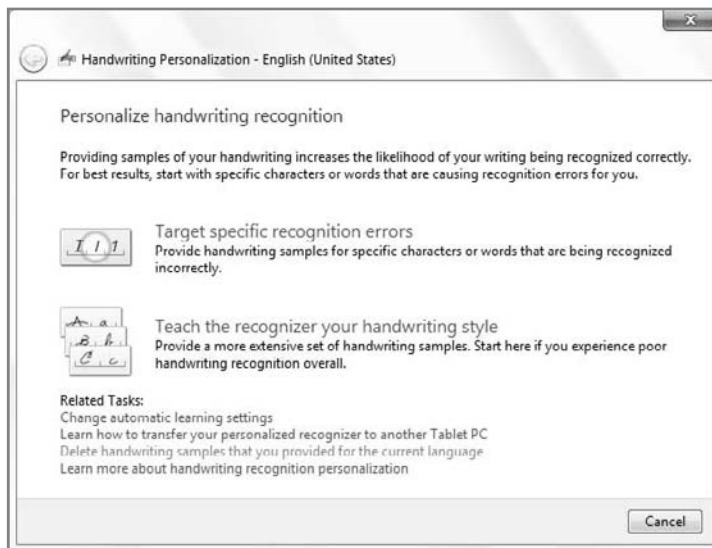 Handwriting Personalization - English (United States)
Personalize handwriting recognition
Providing samples of your handwriting increases the likelihood of your writing being recognized correctly.
For best results, start with specific characters or words that are causing recognition errors for you.
I 1 1
Target specific recognition errors
Provide handwriting samples for specific characters or words that are being recognized
incorrectly.
A a
B b
C c
Teach the recognizer your handwriting style
Provide a more extensive set of handwriting samples. Start here if you experience poor
handwriting recognition overall.
Related Tasks:
Change automatic learning settings
Learn how to transfer your personalized recognizer to another Tablet PC
Delete handwriting samples that you provided for the current language
Learn more about handwriting recognition personalization
Cancel